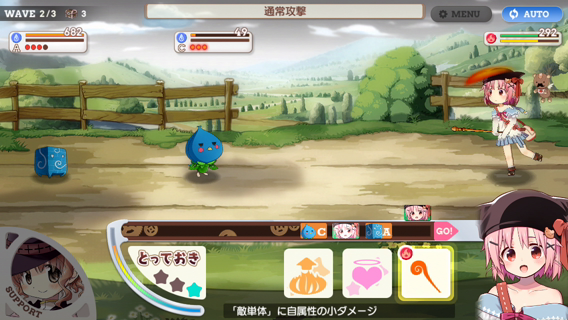 WAVE 2/3 3
通常攻撃
MENU
AUTO
682
A
49
C
292
C
A
GO!
とっておき
SUPPORT
「敵単体」に自属性の小ダメージ